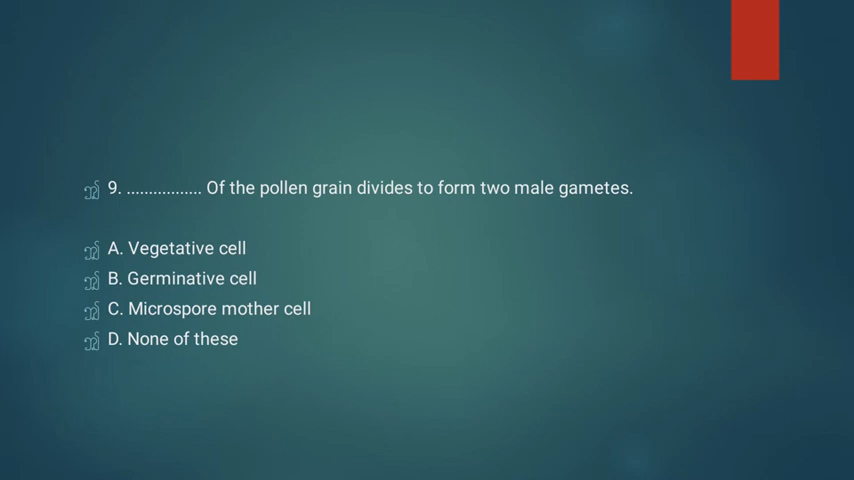 9. ................ Of the pollen grain divides to form two male gametes.
A. Vegetative cell
B. Germinative cell
C. Microspore mother cell
D. None of these